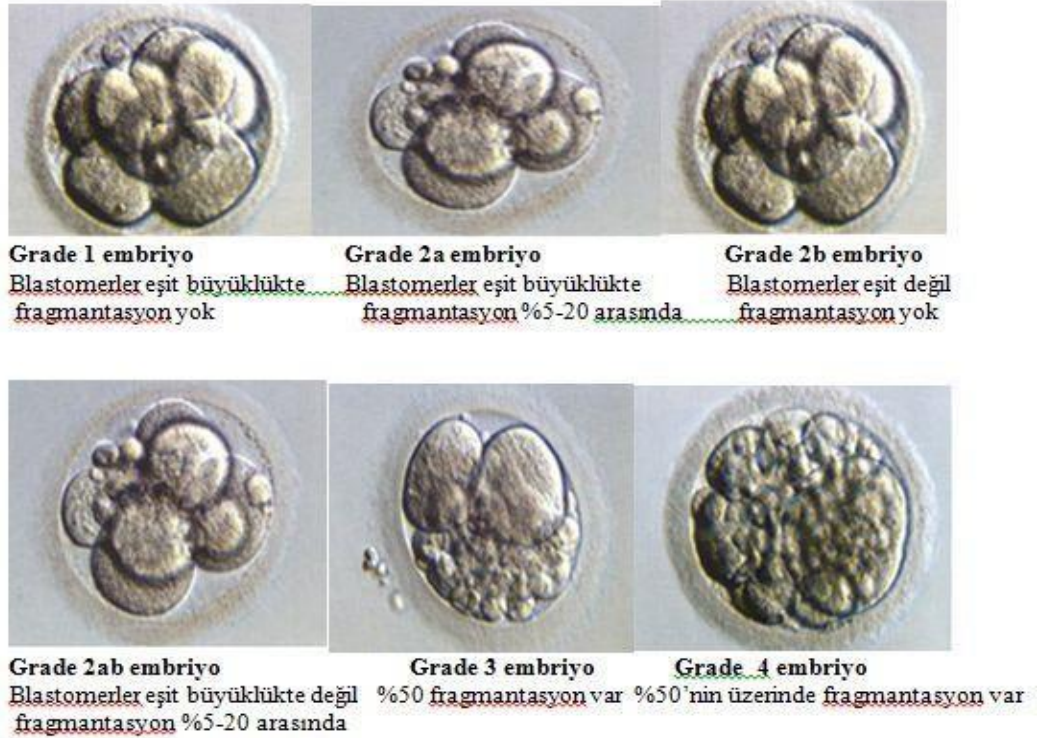 Grade 1 embriyo
Blastomerler eşit büyüklükte
fragmantasyon yok
Grade 2a embriyo
Blastomerler eşit büyüklükte
fragmantasyon %5-20 arasında
Grade 2b embriyo
Blastomerler eşit değil
fragmantasyon yok
Grade 2ab embriyo
Blastomerler eşit büyüklükte değil
fragmantasyon %5-20 arasında
Grade 3 embriyo
%50 fragmantasyon var
Grade 4 embriyo
%50'nin üzerinde fragmantasyon var